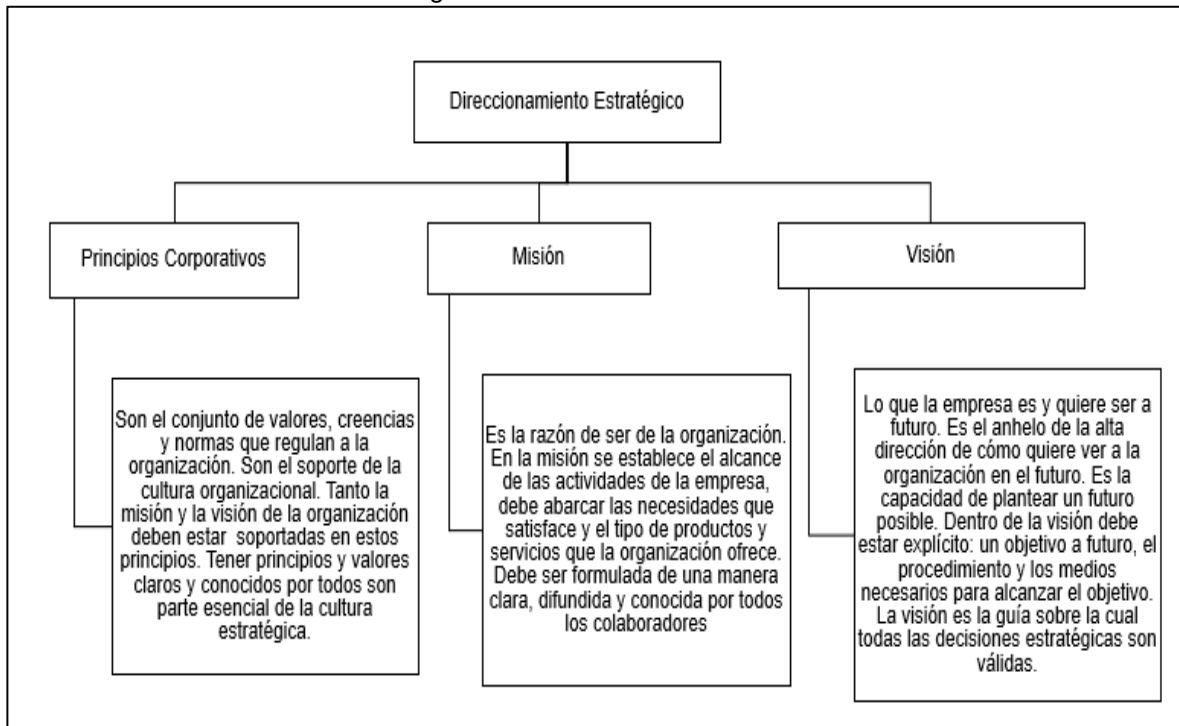 Direccionamiento Estratégico
Principios Corporativos
Misión
Visión
Son el conjunto de valores, creencias
y normas que regulan a la
organización. Son el soporte de la
cultura organizacional. Tanto la
misión y la visión de la organización
deben estar soportadas en estos
principios. Tener principios y valores
claros y conocidos por todos son
parte esencial de la cultura
estratégica.
Es la razón de ser de la organización.
En la misión se establece el alcance
de las actividades de la empresa,
debe abarcar las necesidades que
satisface y el tipo de productos y
servicios que la organización ofrece.
Debe ser formulada de una manera
clara, difundida y conocida por todos
los colaboradores
Lo que la empresa es y quiere ser a
futuro. Es el anhelo de la alta
dirección de cómo quiere ver a la
organización en el futuro. Es la
capacidad de plantear un futuro
posible. Dentro de la visión debe
estar explícito: un objetivo a futuro, el
procedimiento y los medios
necesarios para alcanzar el objetivo.
La visión es la guía sobre la cual
todas las decisiones estratégicas son
válidas.